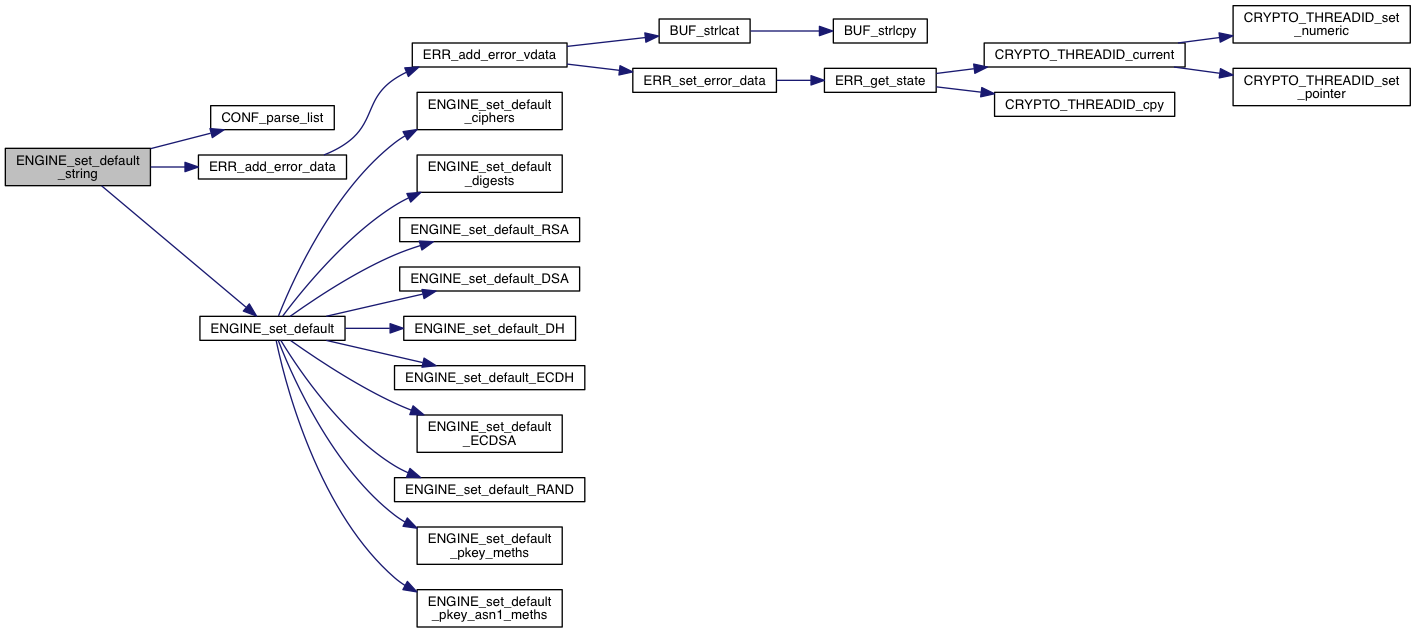 ENGINE_set_default
_string
CONF_parse_list
ERR_add_error_data
ENGINE_set_default
ERR_add_error_vdata
ENGINE_set_default
_ciphers
ENGINE_set_default
_digests
ENGINE_set_default_RSA
ENGINE_set_default_DSA
ENGINE_set_default_DH
ENGINE_set_default_ECDH
ENGINE_set_default
_ECDSA
ENGINE_set_default_RAND
ENGINE_set_default
_pkey_meths
ENGINE_set_default
_pkey_asn1_meths
BUF_strlcat
ERR_set_error_data
BUF_strlcpy
ERR_get_state
CRYPTO_THREADID_current
CRYPTO_THREADID_cpy
CRYPTO_THREADID_set
_numeric
CRYPTO_THREADID_set
_pointer